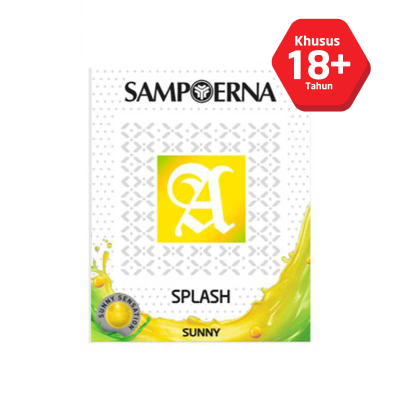 Khusus
18+
Tahun
SAMPOERNA
A
SPLASH
SUNNY SENSATION
SUNNY